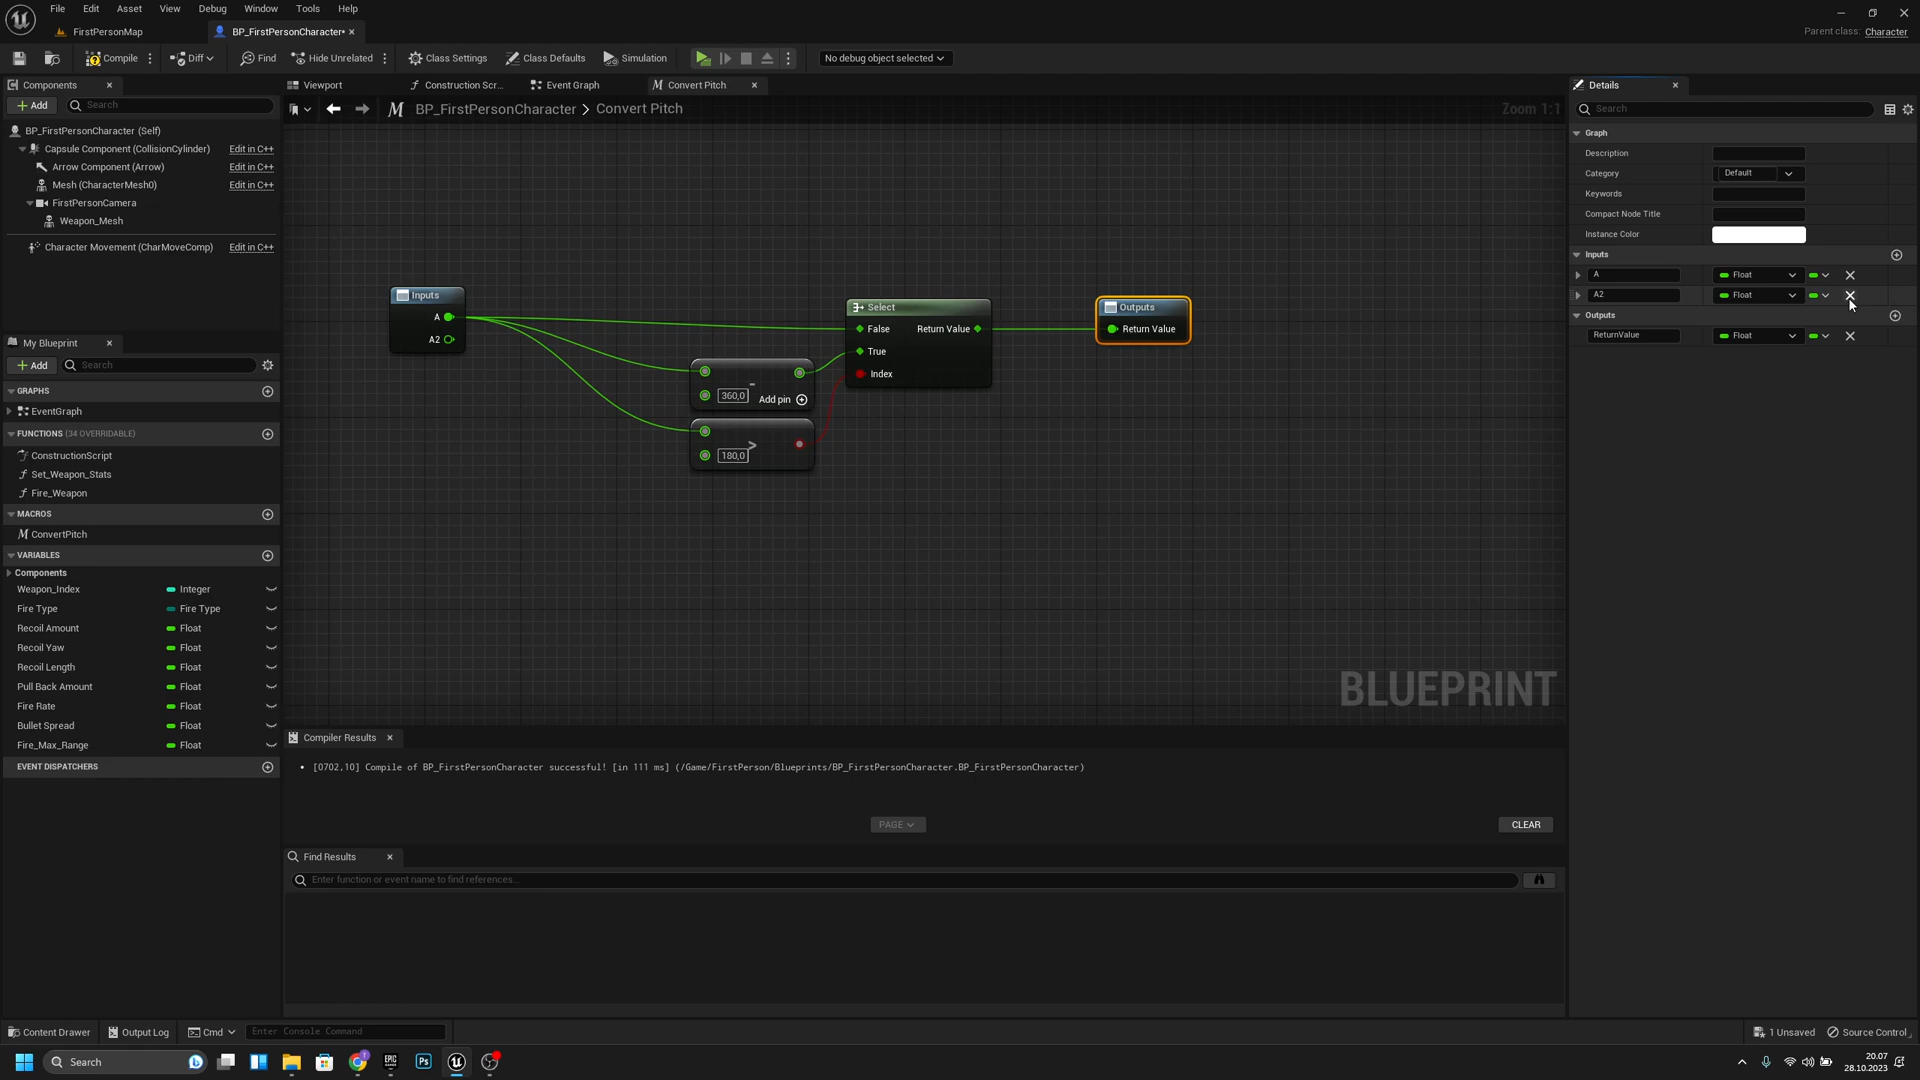 File Edit Asset View Debug Window Tools Help
FirstPersonMap BP_FirstPersonCharacter* Parent class: Character
Compile Diff Find Hide Unrelated Class Settings Class Defaults Simulation No debug object selected
Components Viewport Construction Scr... Event Graph Convert Pitch Details
Add Search BP_FirstPersonCharacter > Convert Pitch Zoom 1:1 Search
BP_FirstPersonCharacter (Self)
Capsule Component (CollisionCylinder) Edit in C++
Arrow Component (Arrow) Edit in C++
Mesh (CharacterMesh0) Edit in C++
FirstPersonCamera
Weapon_Mesh
Character Movement (CharMoveComp) Edit in C++
My Blueprint
Add Search
GRAPHS
EventGraph
FUNCTIONS (34 OVERRIDABLE)
ConstructionScript
Set_Weapon_Stats
Fire_Weapon
MACROS
ConvertPitch
VARIABLES
Components
Weapon_Index Integer
Fire Type Fire Type
Recoil Amount Float
Recoil Yaw Float
Recoil Length Float
Pull Back Amount Float
Fire Rate Float
Bullet Spread Float
Fire_Max_Range Float
EVENT DISPATCHERS
Inputs
A
A2
-
360,0 Add pin
>
180,0
Select
False Return Value
True
Index
Outputs
Return Value
BLUEPRINT
Graph
Description
Category Default
Keywords
Compact Node Title
Instance Color
Inputs
A Float
A2 Float
Outputs
ReturnValue Float
Compiler Results
[0702,10] Compile of BP_FirstPersonCharacter successful! [in 111 ms] (/Game/FirstPerson/Blueprints/BP_FirstPersonCharacter.BP_FirstPersonCharacter)
PAGE CLEAR
Find Results
Enter function or event name to find references...
Content Drawer Output Log Cmd Enter Console Command 1 Unsaved Source Control
Search EPIC GAMES Ps 20.07
28.10.2023